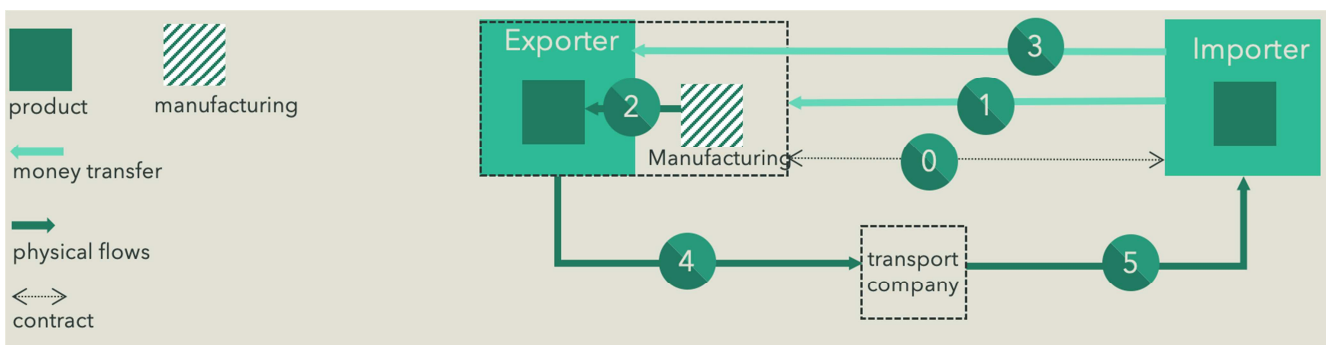 product
manufacturing
money transfer
physical flows
contract
Exporter
2
Manufacturing
3
1
0
Importer
4
transport
company
5